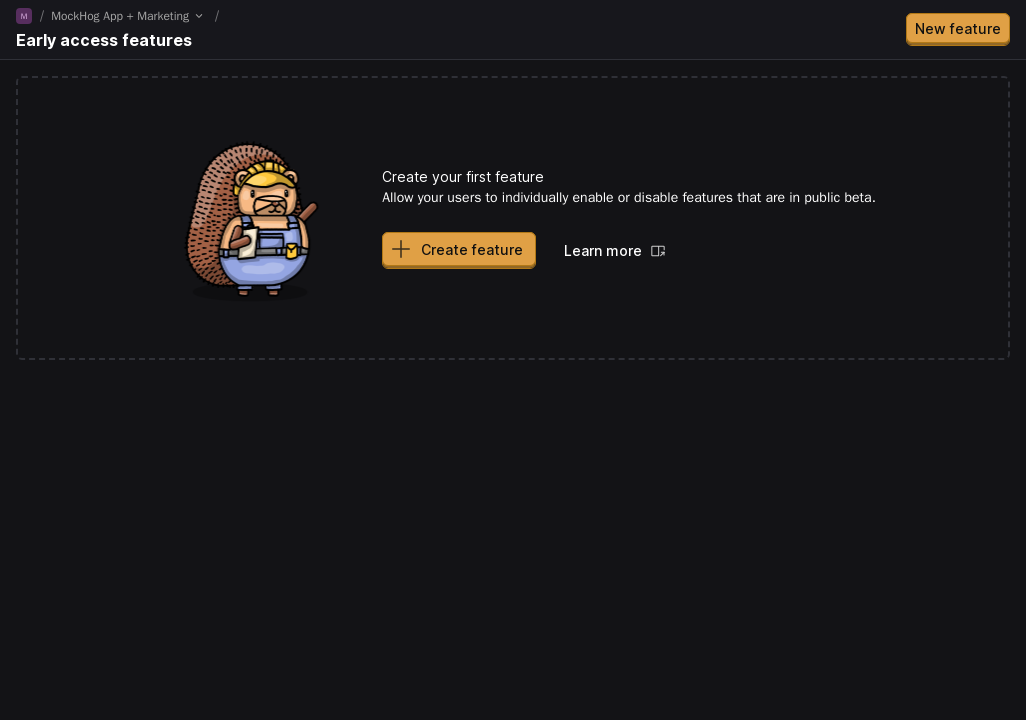 M / MockHog App + Marketing /
Early access features
New feature
Create your first feature
Allow your users to individually enable or disable features that are in public beta.
Create feature
Learn more